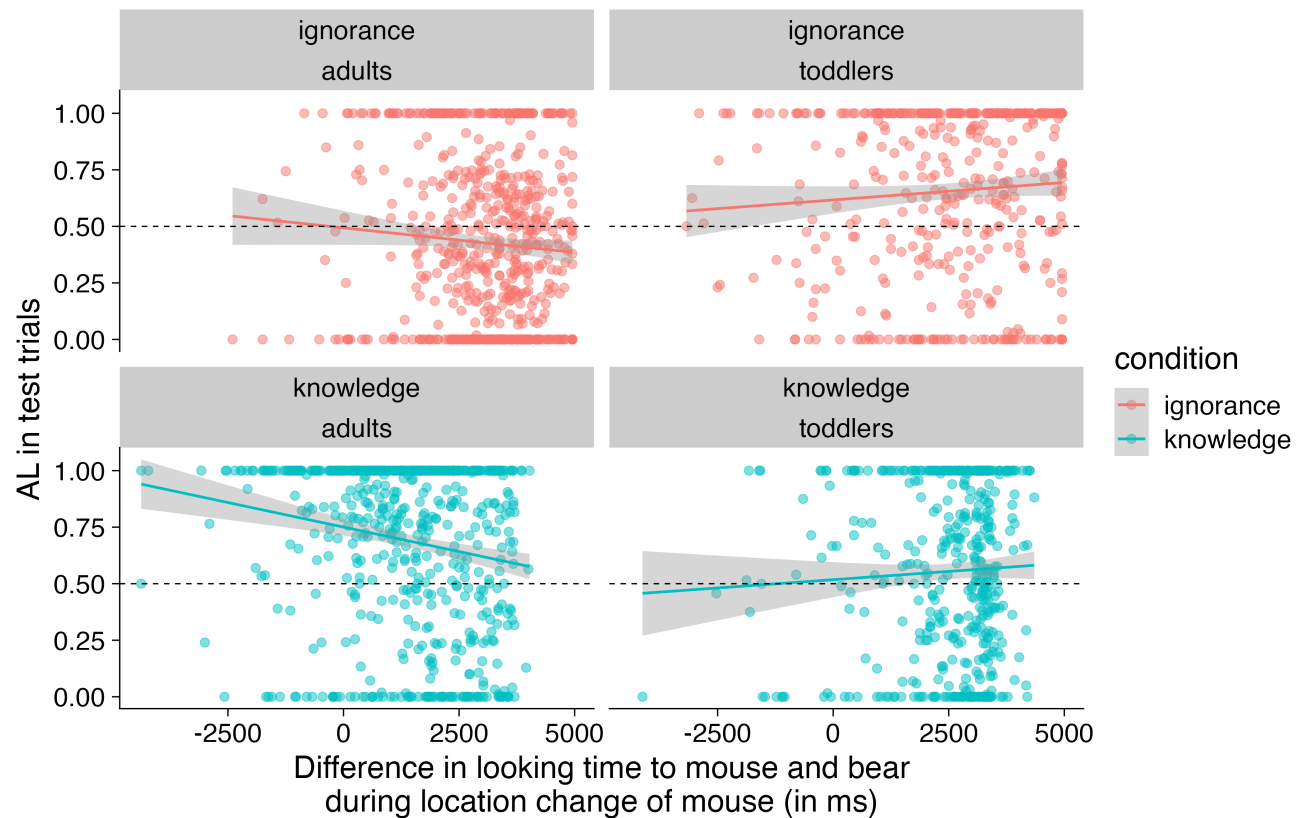 ignorance
adults
ignorance
toddlers
1.00
0.75
0.50
0.25
0.00
knowledge
adults
knowledge
toddlers
1.00
0.75
0.50
0.25
0.00
-2500
0
2500
5000
-2500
0
2500
5000
AL in test trials
Difference in looking time to mouse and bear
during location change of mouse (in ms)
condition
ignorance
knowledge